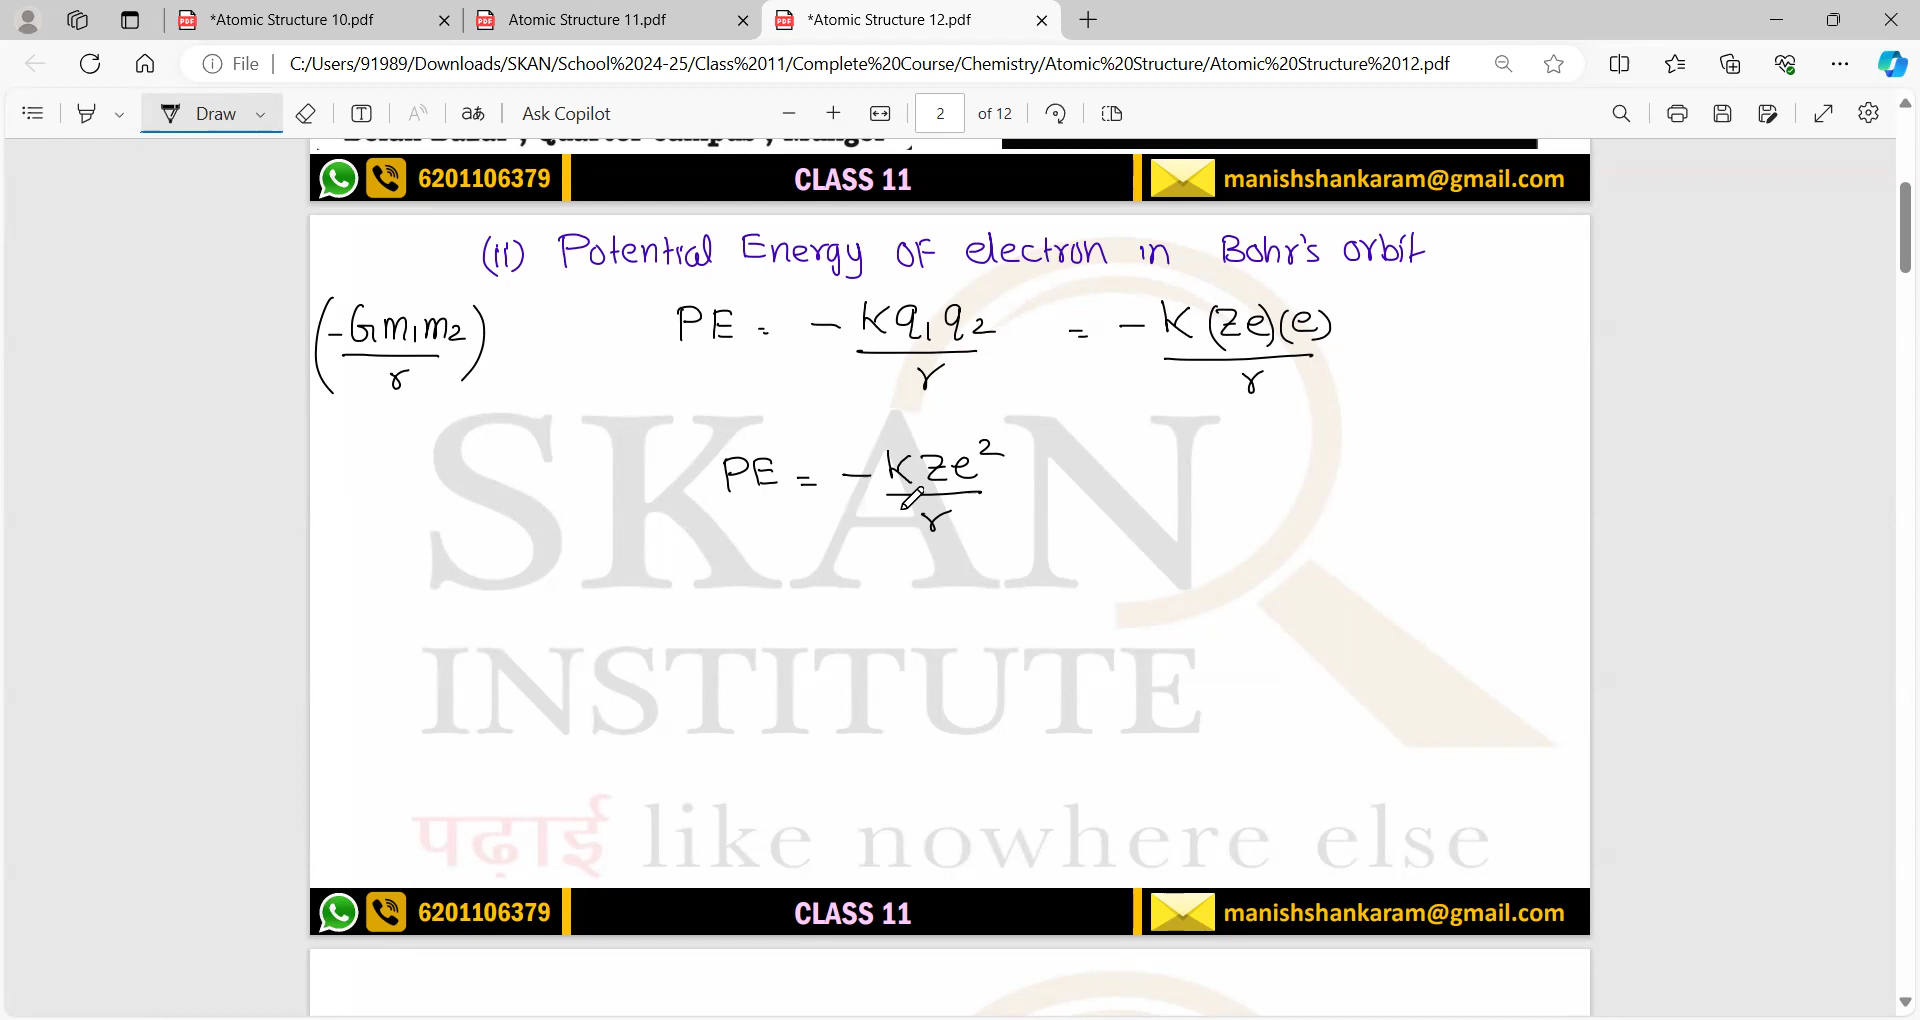 *Atomic Structure 10.pdf
Atomic Structure 11.pdf
*Atomic Structure 12.pdf
File
C:/Users/91989/Downloads/SKAN/School%2024-25/Class%2011/Complete%20Course/Chemistry/Atomic%20Structure/Atomic%20Structure%2012.pdf
Draw
aあ
Ask Copilot
2 of 12
6201106379
CLASS 11
manishshankaram@gmail.com
(ii) Potential Energy OF electron in Bohr's orbit
(-Gm₁m₂/r) PE = - Kq₁q₂/r = - K(Ze)(e)/r
PE = - KZe²/r
SKAN
INSTITUTE
पढ़ाई like nowhere else
6201106379
CLASS 11
manishshankaram@gmail.com